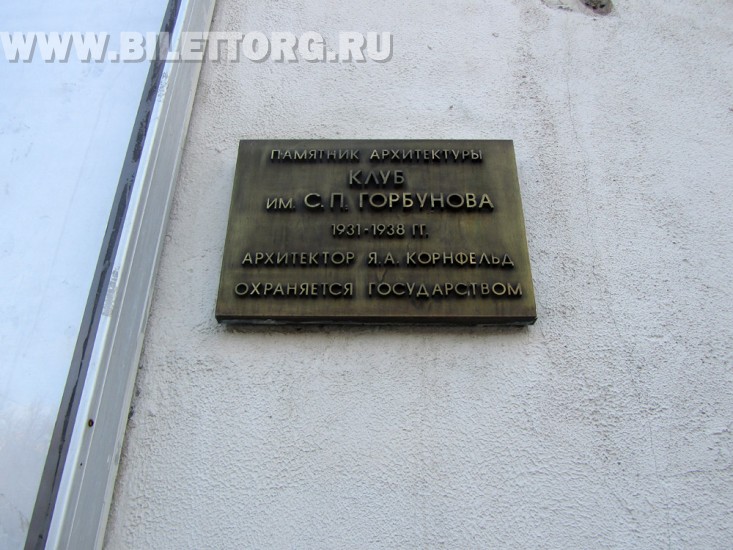 WWW.BILETTORG.RU
ПАМЯТНИК АРХИТЕКТУРЫ
КЛУБ
ИМ. С. П. ГОРБУНОВА
1931 - 1938 ГГ.
АРХИТЕКТОР Я. А. КОРНФЕЛЬД
ОХРАНЯЕТСЯ ГОСУДАРСТВОМ